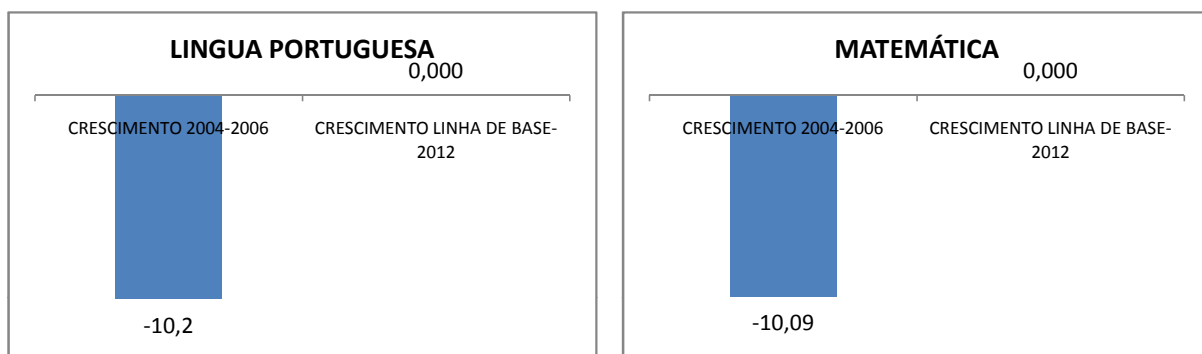 LINGUA PORTUGUESA
0,000
CRESCIMENTO 2004-2006
CRESCIMENTO LINHA DE BASE-
2012
-10,2
MATEMÁTICA
0,000
CRESCIMENTO 2004-2006
CRESCIMENTO LINHA DE BASE-
2012
-10,09